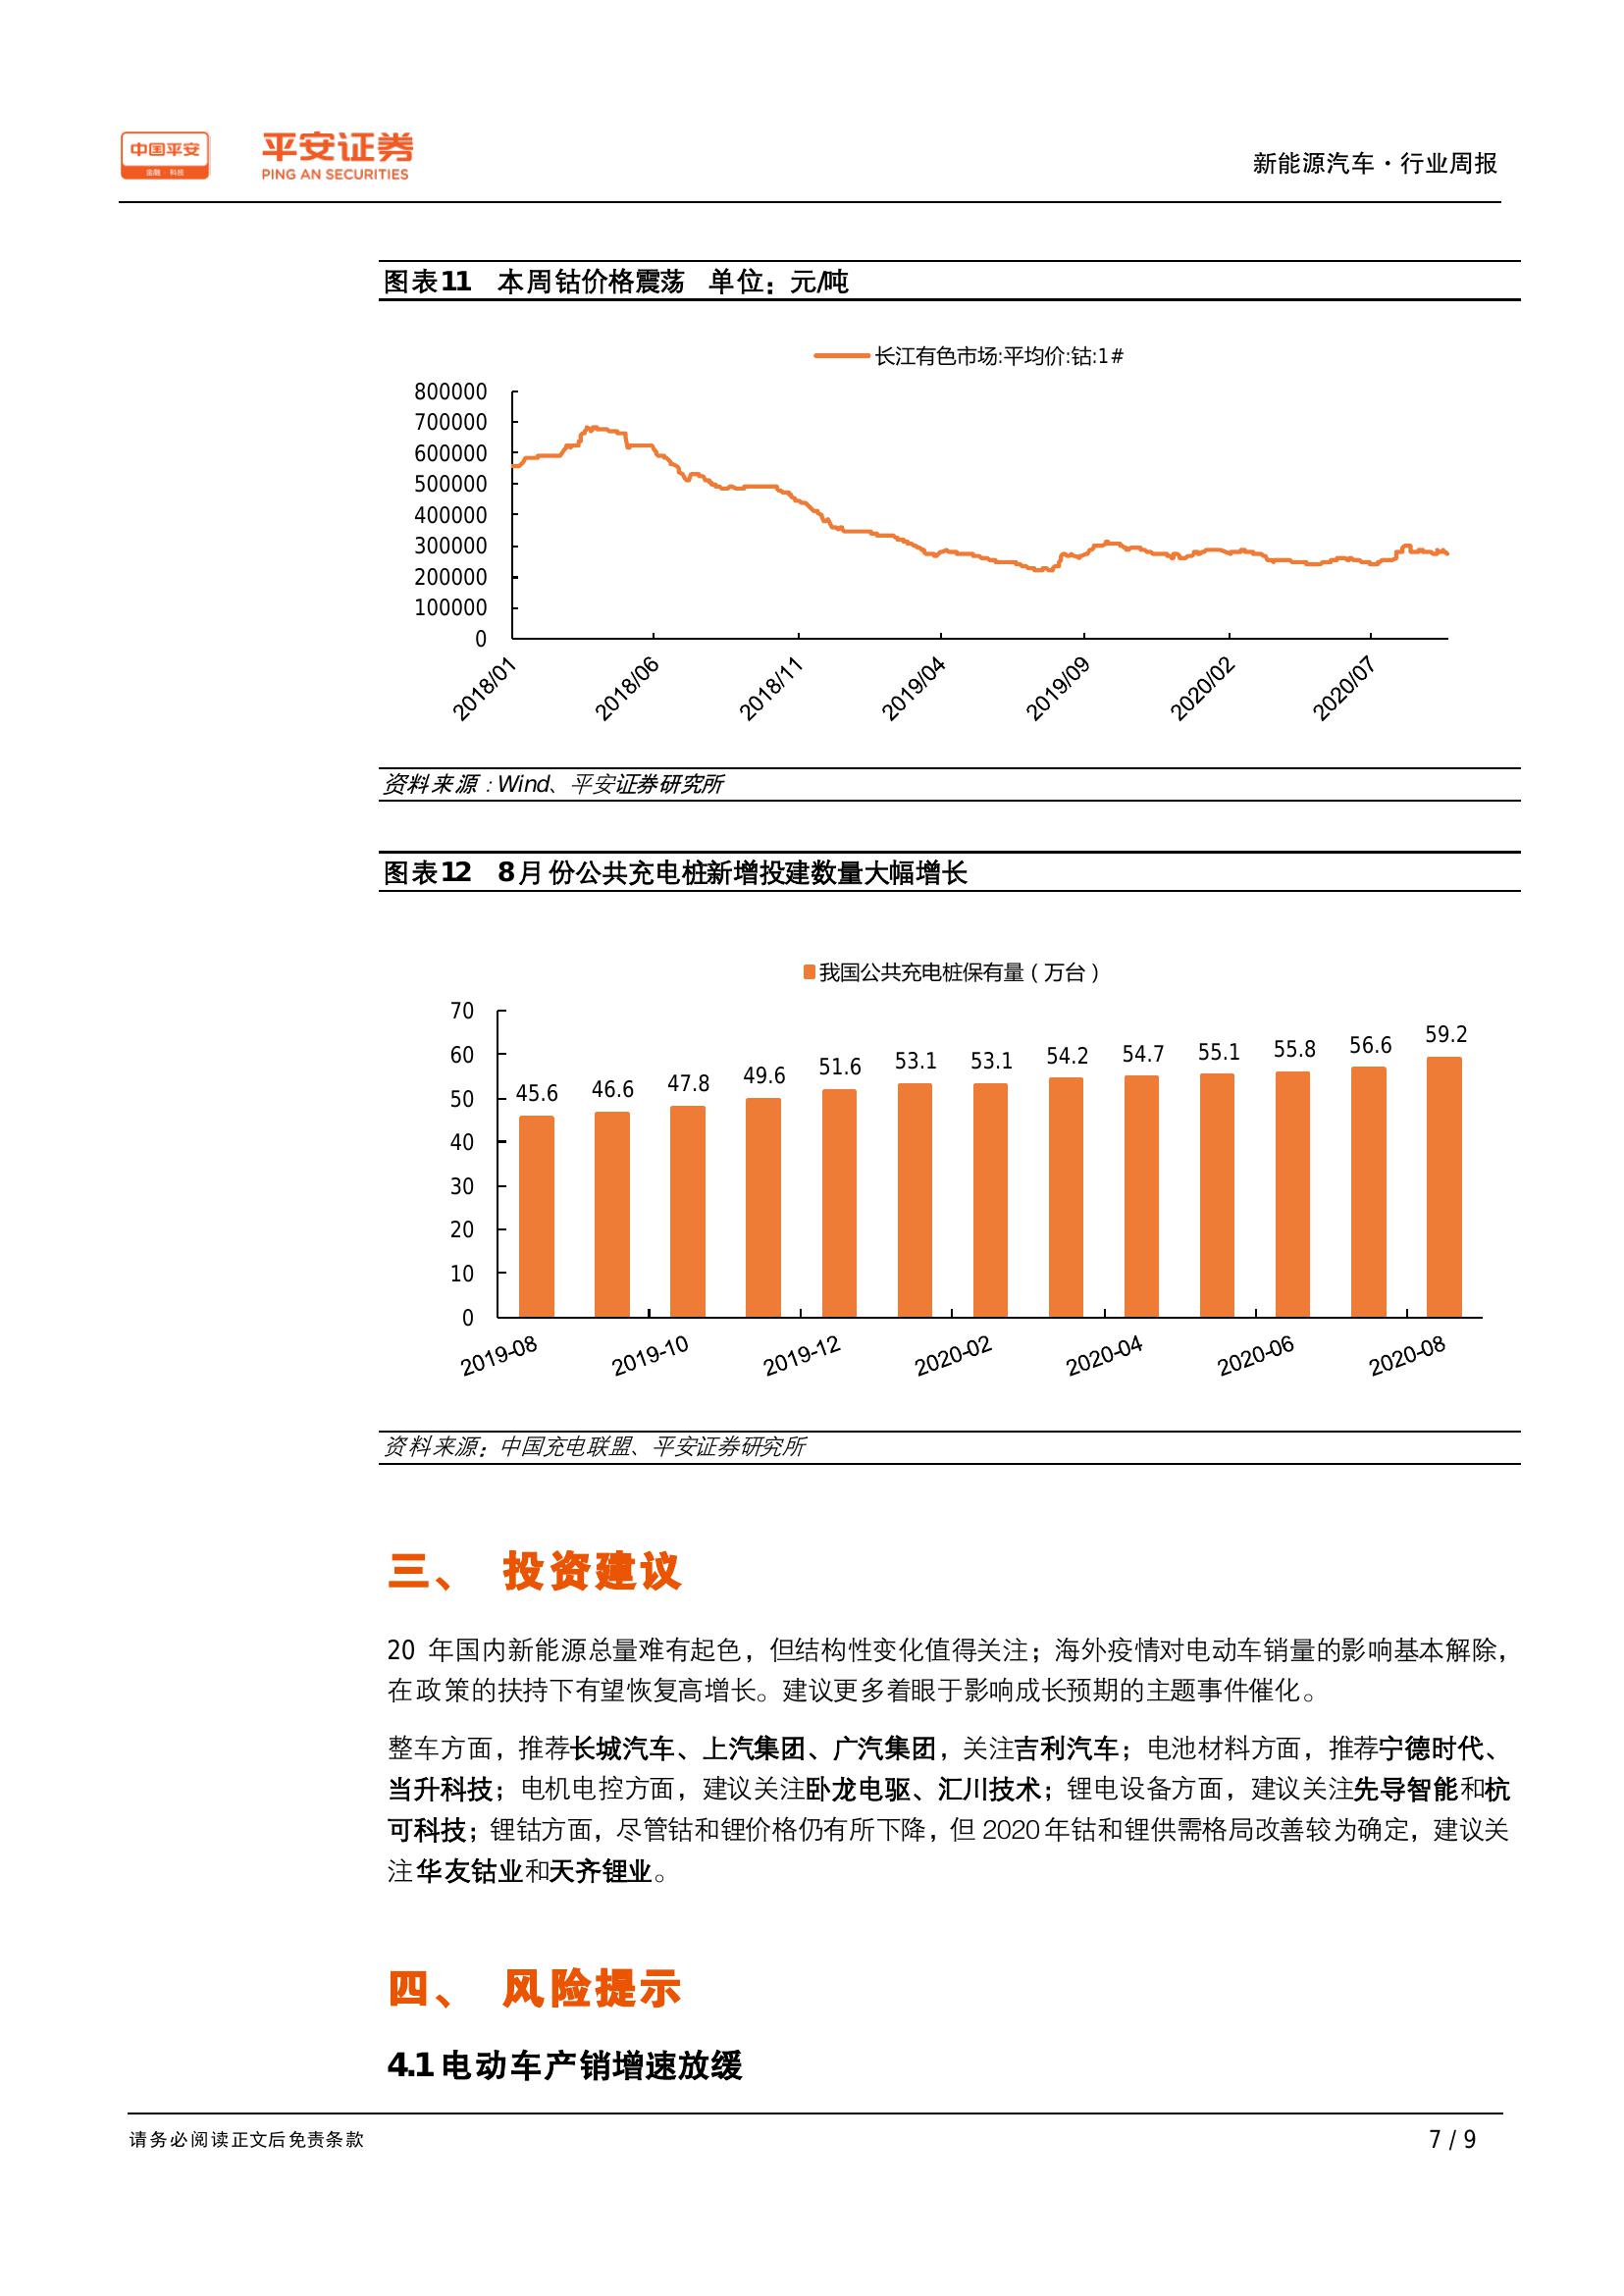 中国平安
金融·科技
平安证券
PING AN SECURITIES
新能源汽车·行业周报
图表11 本周钴价格震荡 单位：元/吨
长江有色市场:平均价:钴:1#
800000
700000
600000
500000
400000
300000
200000
100000
0
2018/01 2018/06 2018/11 2019/04 2019/09 2020/02 2020/07
资料来源：Wind、平安证券研究所
图表12 8月份公共充电桩新增投建数量大幅增长
我国公共充电桩保有量（万台）
70
60
50
40
30
20
10
0
45.6 46.6 47.8 49.6 51.6 53.1 53.1 54.2 54.7 55.1 55.8 56.6 59.2
2019-08 2019-10 2019-12 2020-02 2020-04 2020-06 2020-08
资料来源：中国充电联盟、平安证券研究所
三、 投资建议
20 年国内新能源总量难有起色，但结构性变化值得关注；海外疫情对电动车销量的影响基本解除，
在政策的扶持下有望恢复高增长。建议更多着眼于影响成长预期的主题事件催化。
整车方面，推荐长城汽车、上汽集团、广汽集团，关注吉利汽车；电池材料方面，推荐宁德时代、
当升科技；电机电控方面，建议关注卧龙电驱、汇川技术；锂电设备方面，建议关注先导智能和杭
可科技；锂钴方面，尽管钴和锂价格仍有所下降，但 2020 年钴和锂供需格局改善较为确定，建议关
注华友钴业和天齐锂业。
四、 风险提示
4.1 电动车产销增速放缓
请务必阅读正文后免责条款
7 / 9